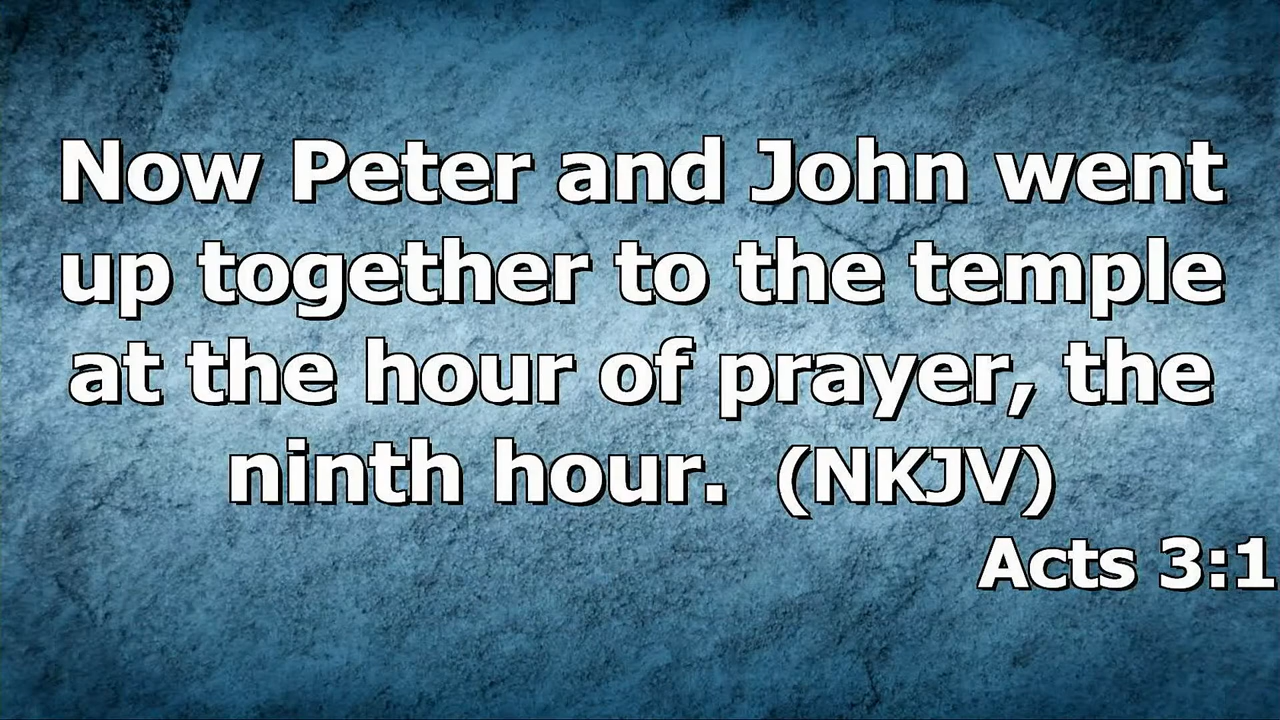 Now Peter and John went
up together to the temple
at the hour of prayer, the
ninth hour.  (NKJV)
Acts 3:1